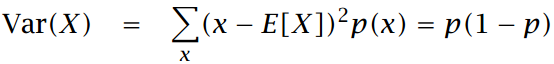 Var(X) = ∑ₓ (x − E[X])²p(x) = p(1 − p)